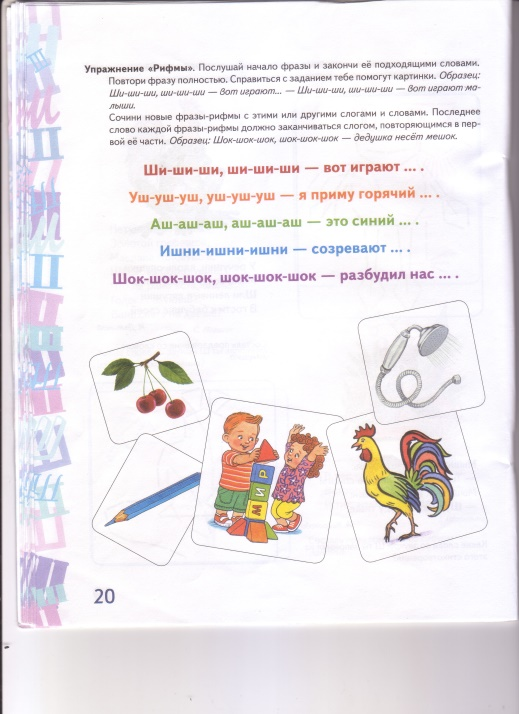 Упражнение «Рифмы». Послушай начало фразы и закончи её подходящими словами.
Повтори фразу полностью. Справиться с заданием тебе помогут картинки. Образец:
Ши-ши-ши, ши-ши-ши — вот играют... — Ши-ши-ши, ши-ши-ши — вот играют ма-
лыши.
Сочини новые фразы-рифмы с этими или другими слогами и словами. Последнее
слово каждой фразы-рифмы должно заканчиваться слогом, повторяющимся в пер-
вой её части. Образец: Шок-шок-шок, шок-шок-шок — дедушка несёт мешок.
Ши-ши-ши, ши-ши-ши — вот играют ... .
Уш-уш-уш, уш-уш-уш — я приму горячий ... .
Аш-аш-аш, аш-аш-аш — это синий ... .
Ишни-ишни-ишни — созревают ... .
Шок-шок-шок, шок-шок-шок — разбудил нас ... .
Р
И
М
20